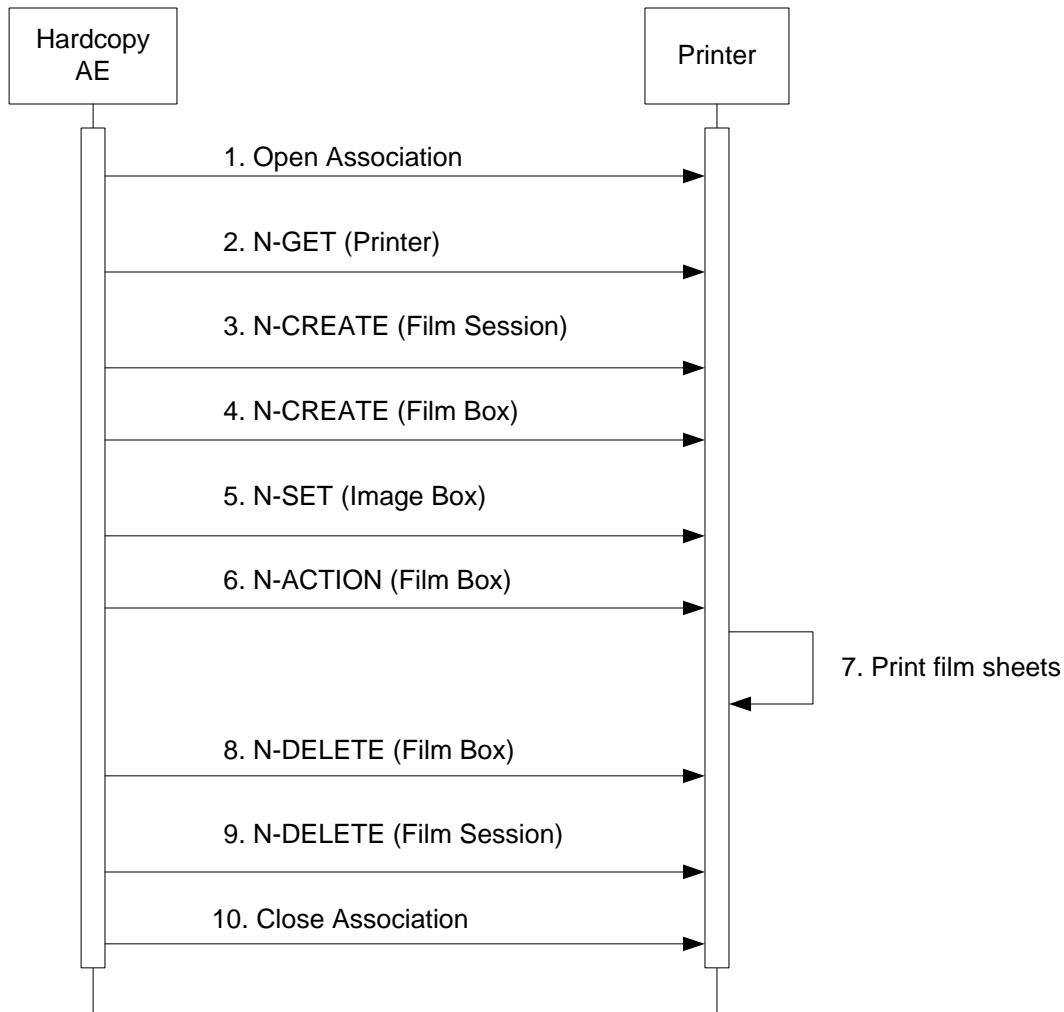 Hardcopy
AE
Printer
1. Open Association
2. N-GET (Printer)
3. N-CREATE (Film Session)
4. N-CREATE (Film Box)
5. N-SET (Image Box)
6. N-ACTION (Film Box)
7. Print film sheets
8. N-DELETE (Film Box)
9. N-DELETE (Film Session)
10. Close Association